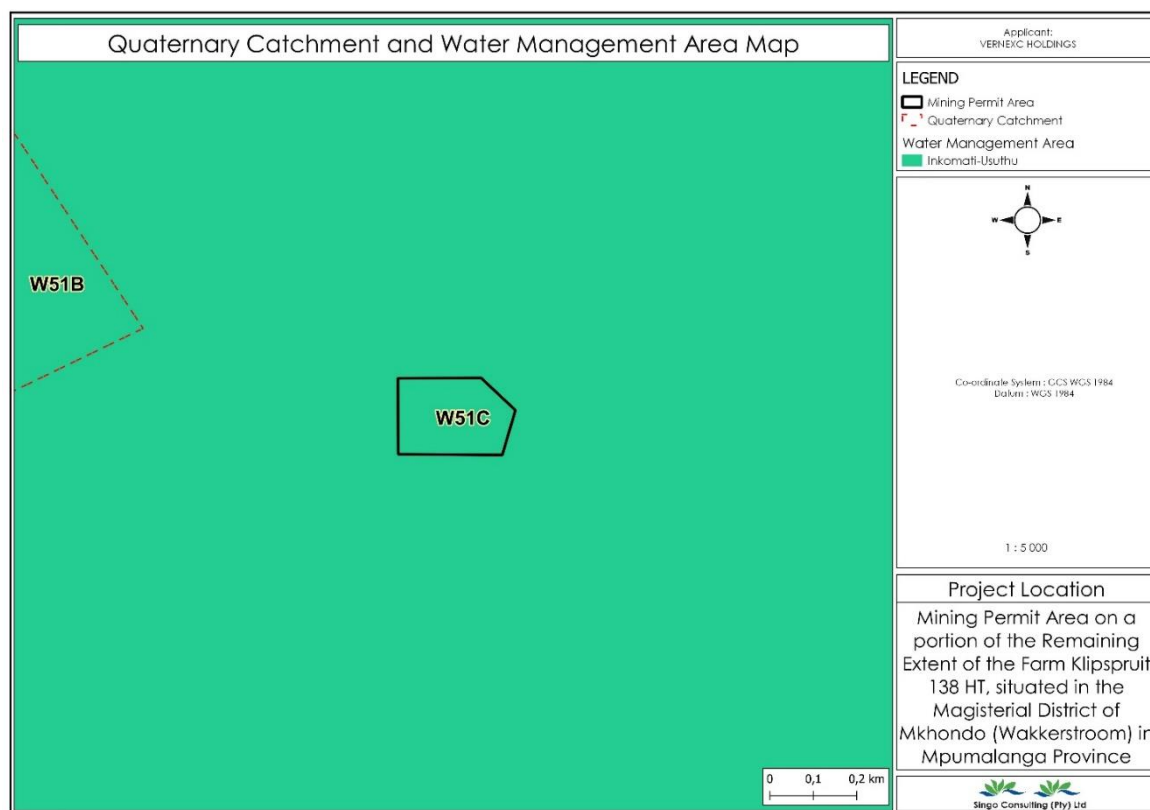 Quaternary Catchment and Water Management Area Map
Applicant:
VERNEXC HOLDINGS
LEGEND
Mining Permit Area
Quaternary Catchment
Water Management Area
Inkomati-Usuthu
N
W E
S
W51B
W51C
Co-ordinate System : GCS WGS 1984
Datum : WGS 1984
1 : 5 000
Project Location
Mining Permit Area on a
portion of the Remaining
Extent of the Farm Klipspruit
138 HT, situated in the
Magisterial District of
Mkhondo (Wakkerstroom) in
Mpumalanga Province
0 0,1 0,2 km
Singo Consulting (Pty) Ltd